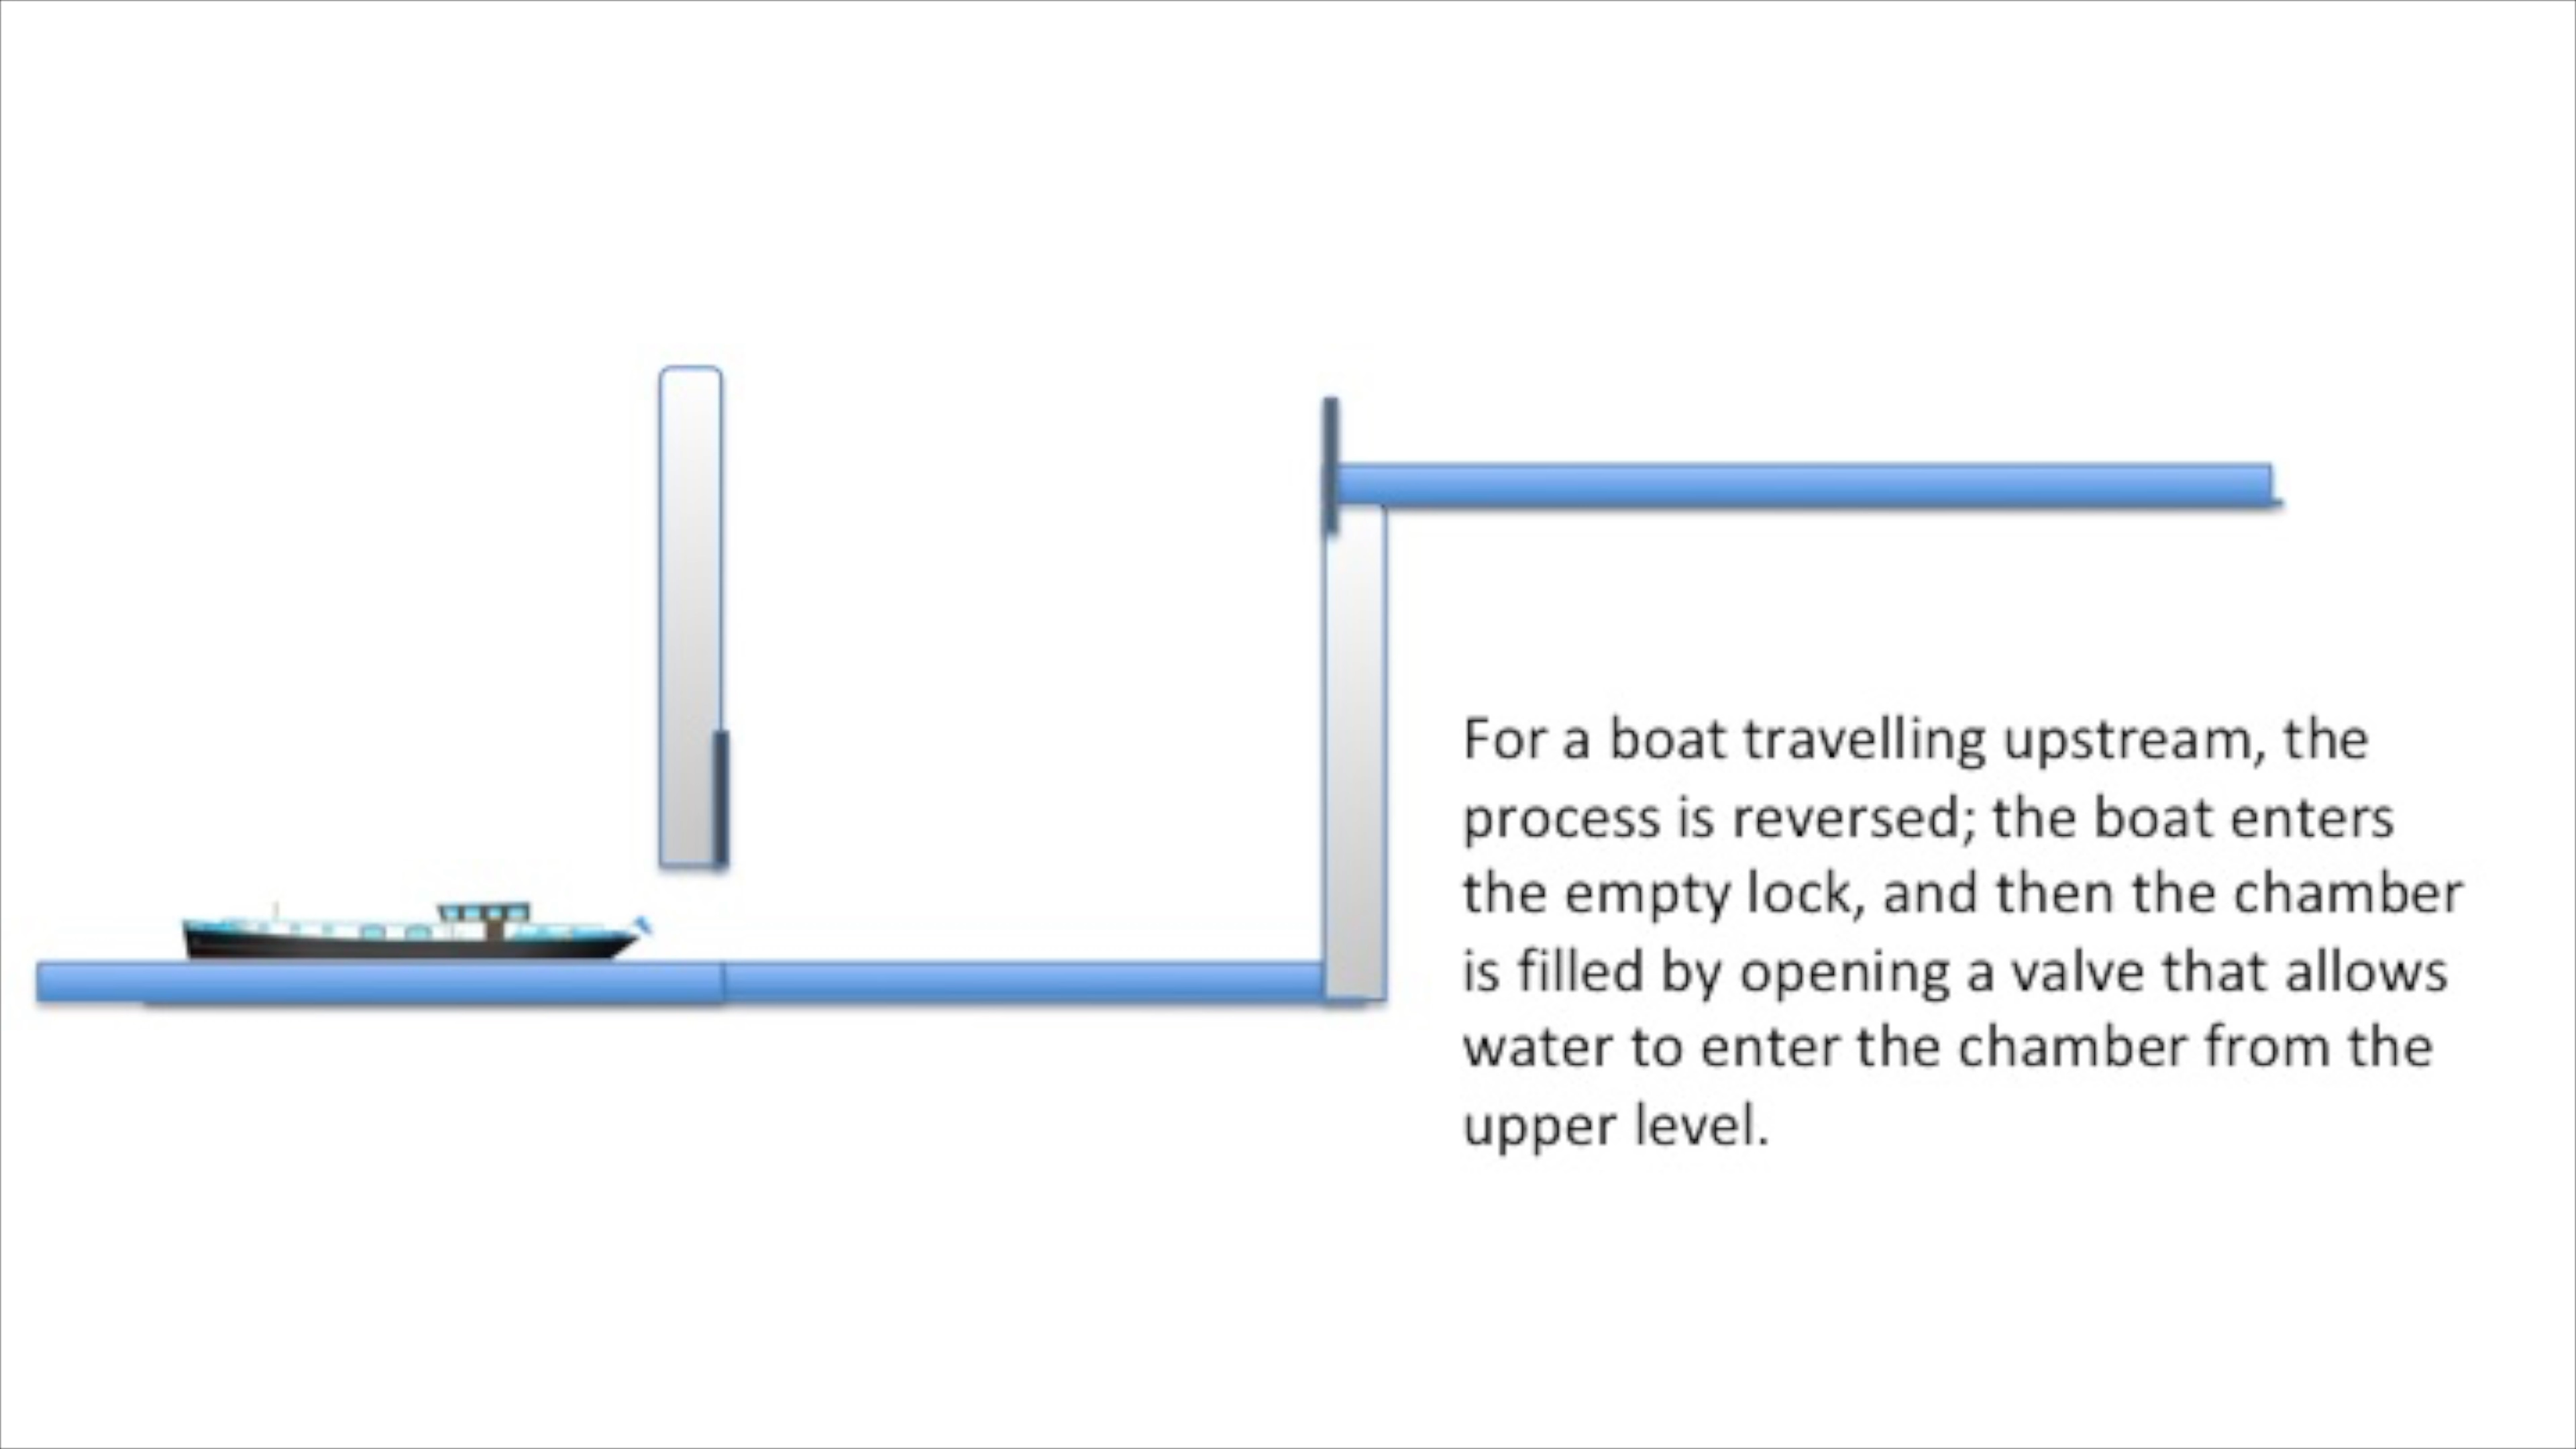 For a boat travelling upstream, the
process is reversed; the boat enters
the empty lock, and then the chamber
is filled by opening a valve that allows
water to enter the chamber from the
upper level.